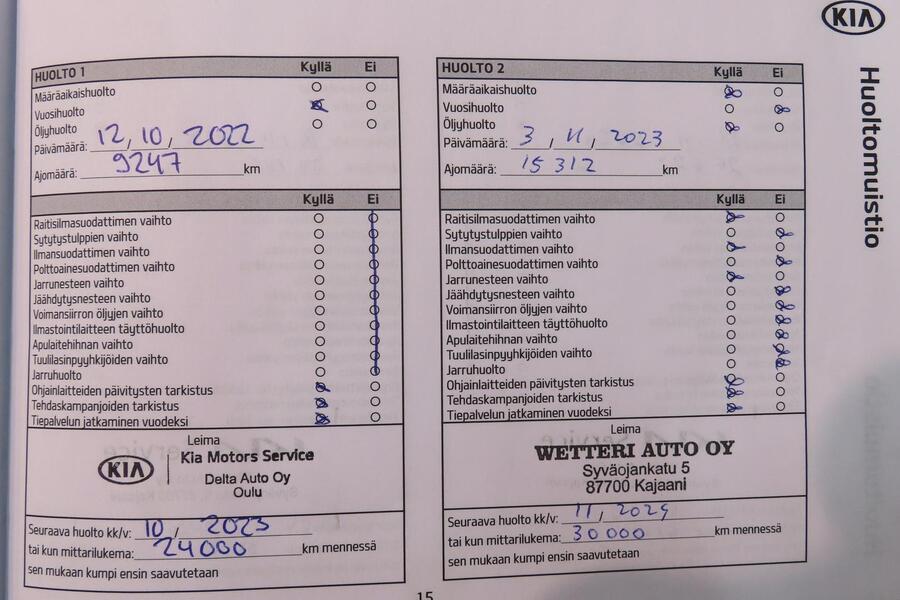 KIA
Huoltomuistio
HUOLTO 1 Kyllä Ei
Määräaikaishuolto
Vuosihuolto
Öljyhuolto
Päivämäärä: 12, 10, 2022
Ajomäärä: 9247 km
Kyllä Ei
Raitisilmasuodattimen vaihto
Sytytystulppien vaihto
Ilmansuodattimen vaihto
Polttoainesuodattimen vaihto
Jarrunesteen vaihto
Jäähdytysnesteen vaihto
Voimansiirron öljyjen vaihto
Ilmastointilaitteen täyttöhuolto
Apulaitehihnan vaihto
Tuulilasinpyyhkijöiden vaihto
Jarruhuolto
Ohjainlaitteiden päivitysten tarkistus
Tehdaskampanjoiden tarkistus
Tiepalvelun jatkaminen vuodeksi
Leima
KIA Kia Motors Service
Delta Auto Oy
Oulu
Seuraava huolto kk/v: 10 / 2023
tai kun mittarilukema: 24000 km mennessä
sen mukaan kumpi ensin saavutetaan
HUOLTO 2 Kyllä Ei
Määräaikaishuolto
Vuosihuolto
Öljyhuolto
Päivämäärä: 3, 11, 2023
Ajomäärä: 15 312 km
Kyllä Ei
Raitisilmasuodattimen vaihto
Sytytystulppien vaihto
Ilmansuodattimen vaihto
Polttoainesuodattimen vaihto
Jarrunesteen vaihto
Jäähdytysnesteen vaihto
Voimansiirron öljyjen vaihto
Ilmastointilaitteen täyttöhuolto
Apulaitehihnan vaihto
Tuulilasinpyyhkijöiden vaihto
Jarruhuolto
Ohjainlaitteiden päivitysten tarkistus
Tehdaskampanjoiden tarkistus
Tiepalvelun jatkaminen vuodeksi
Leima
WETTERI AUTO OY
Syväojankatu 5
87700 Kajaani
Seuraava huolto kk/v: 11, 2024
tai kun mittarilukema: 30000 km mennessä
sen mukaan kumpi ensin saavutetaan
15